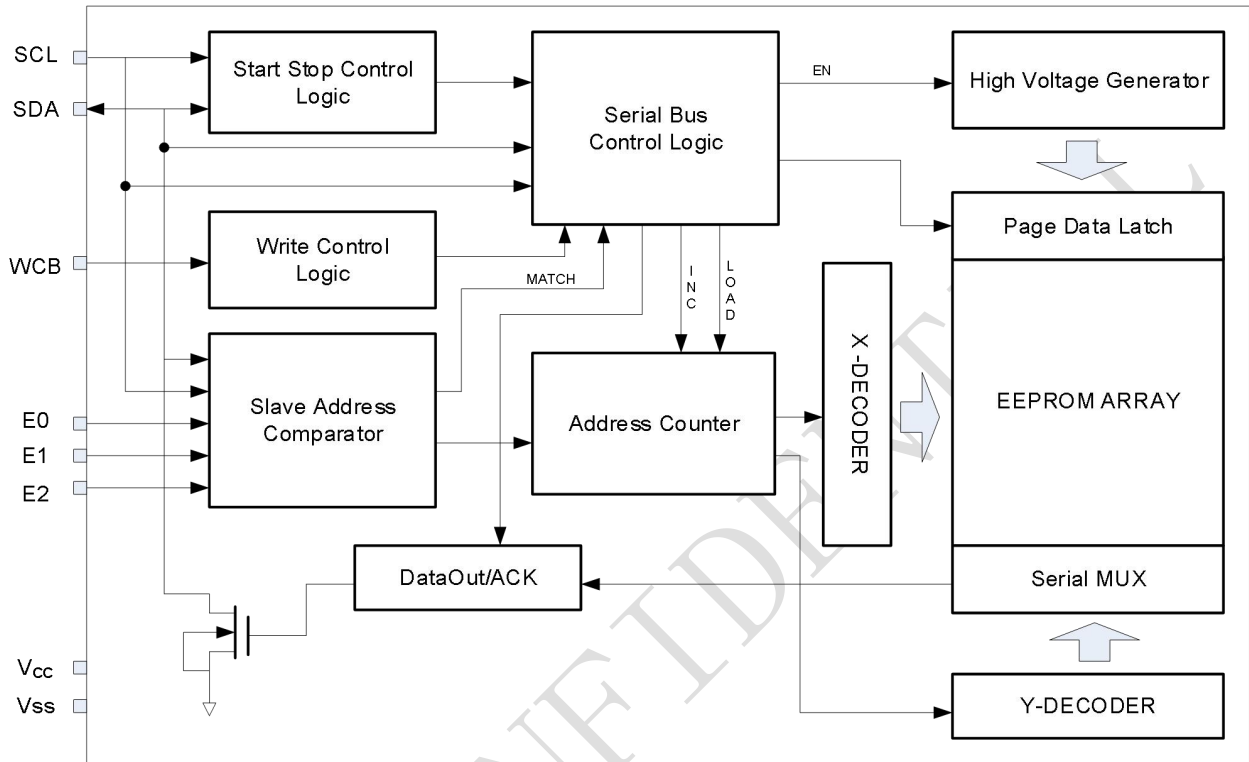 SCL
SDA
WCB
E0
E1
E2
Vcc
Vss
Start Stop Control
Logic
Write Control
Logic
Slave Address
Comparator
Serial Bus
Control Logic
MATCH
INC
LOAD
EN
Address Counter
DataOut/ACK
X -DECODER
High Voltage Generator
Page Data Latch
EEPROM ARRAY
Serial MUX
Y-DECODER